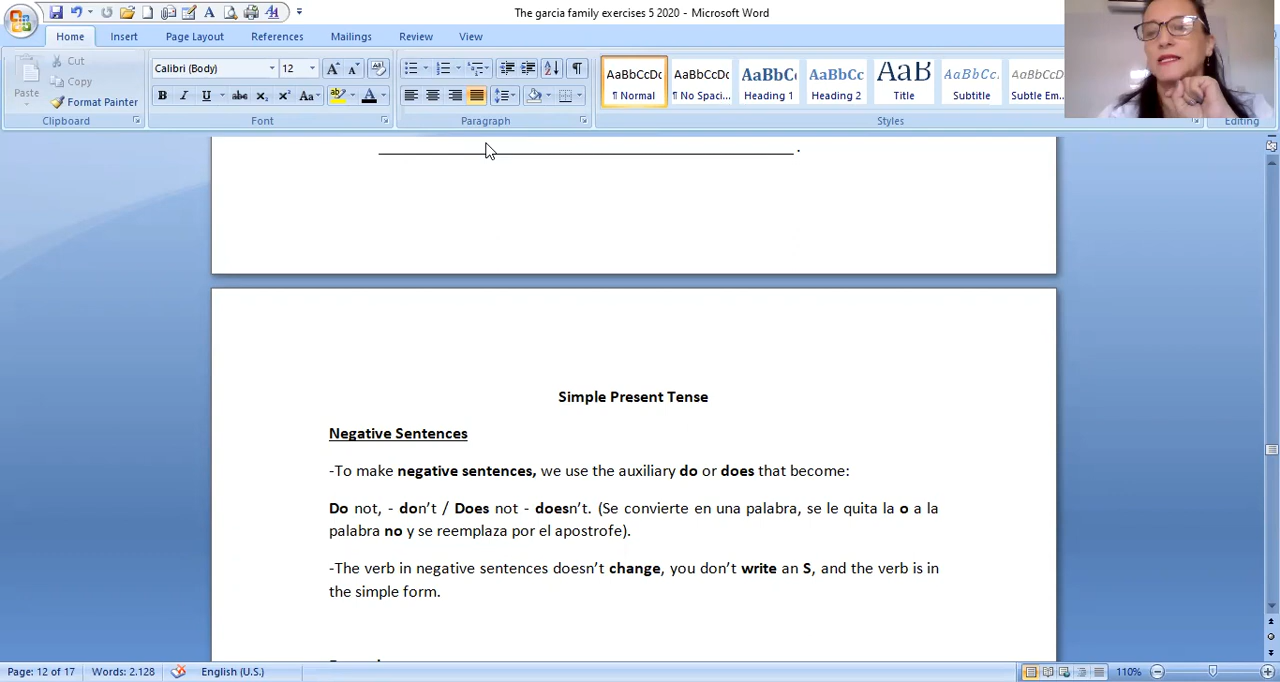 The garcia family exercises 5 2020 - Microsoft Word
Home Insert Page Layout References Mailings Review View
Paste
Cut
Copy
Format Painter
Clipboard
Calibri (Body) 12
Font
Paragraph
AaBbCcDc AaBbCcDc AaBbC( AaBbCc AaB AaBbCc. AaBbCcDc
¶ Normal ¶ No Spaci... Heading 1 Heading 2 Title Subtitle Subtle Em...
Styles
Editing
.
Simple Present Tense
Negative Sentences
-To make negative sentences, we use the auxiliary do or does that become:
Do not, - don't / Does not - doesn't. (Se convierte en una palabra, se le quita la o a la
palabra no y se reemplaza por el apostrofe).
-The verb in negative sentences doesn't change, you don't write an S, and the verb is in
the simple form.
Page: 12 of 17 Words: 2.128 English (U.S.) 110%